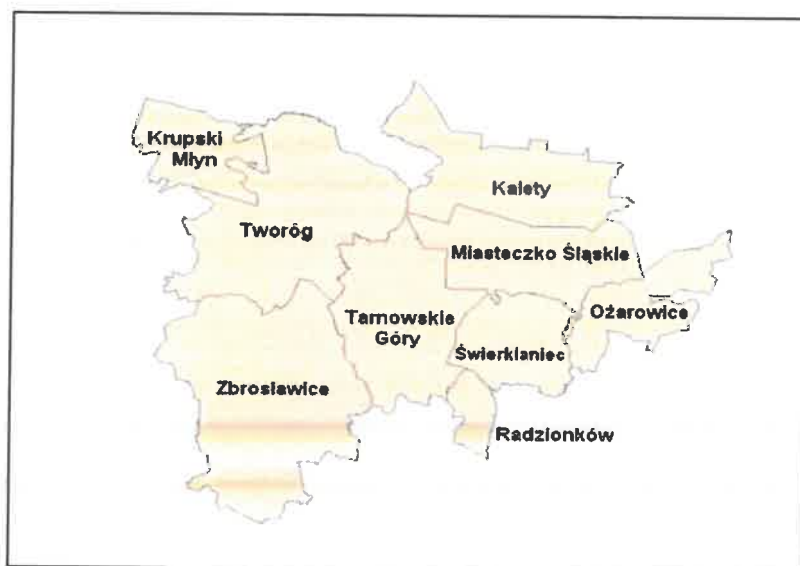 Krupski
Młyn
Kalety
Tworóg
Miasteczko Śląskie
Ożarowice
Tarnowskie
Góry
Świerklaniec
Zbrosławice
Radzionków